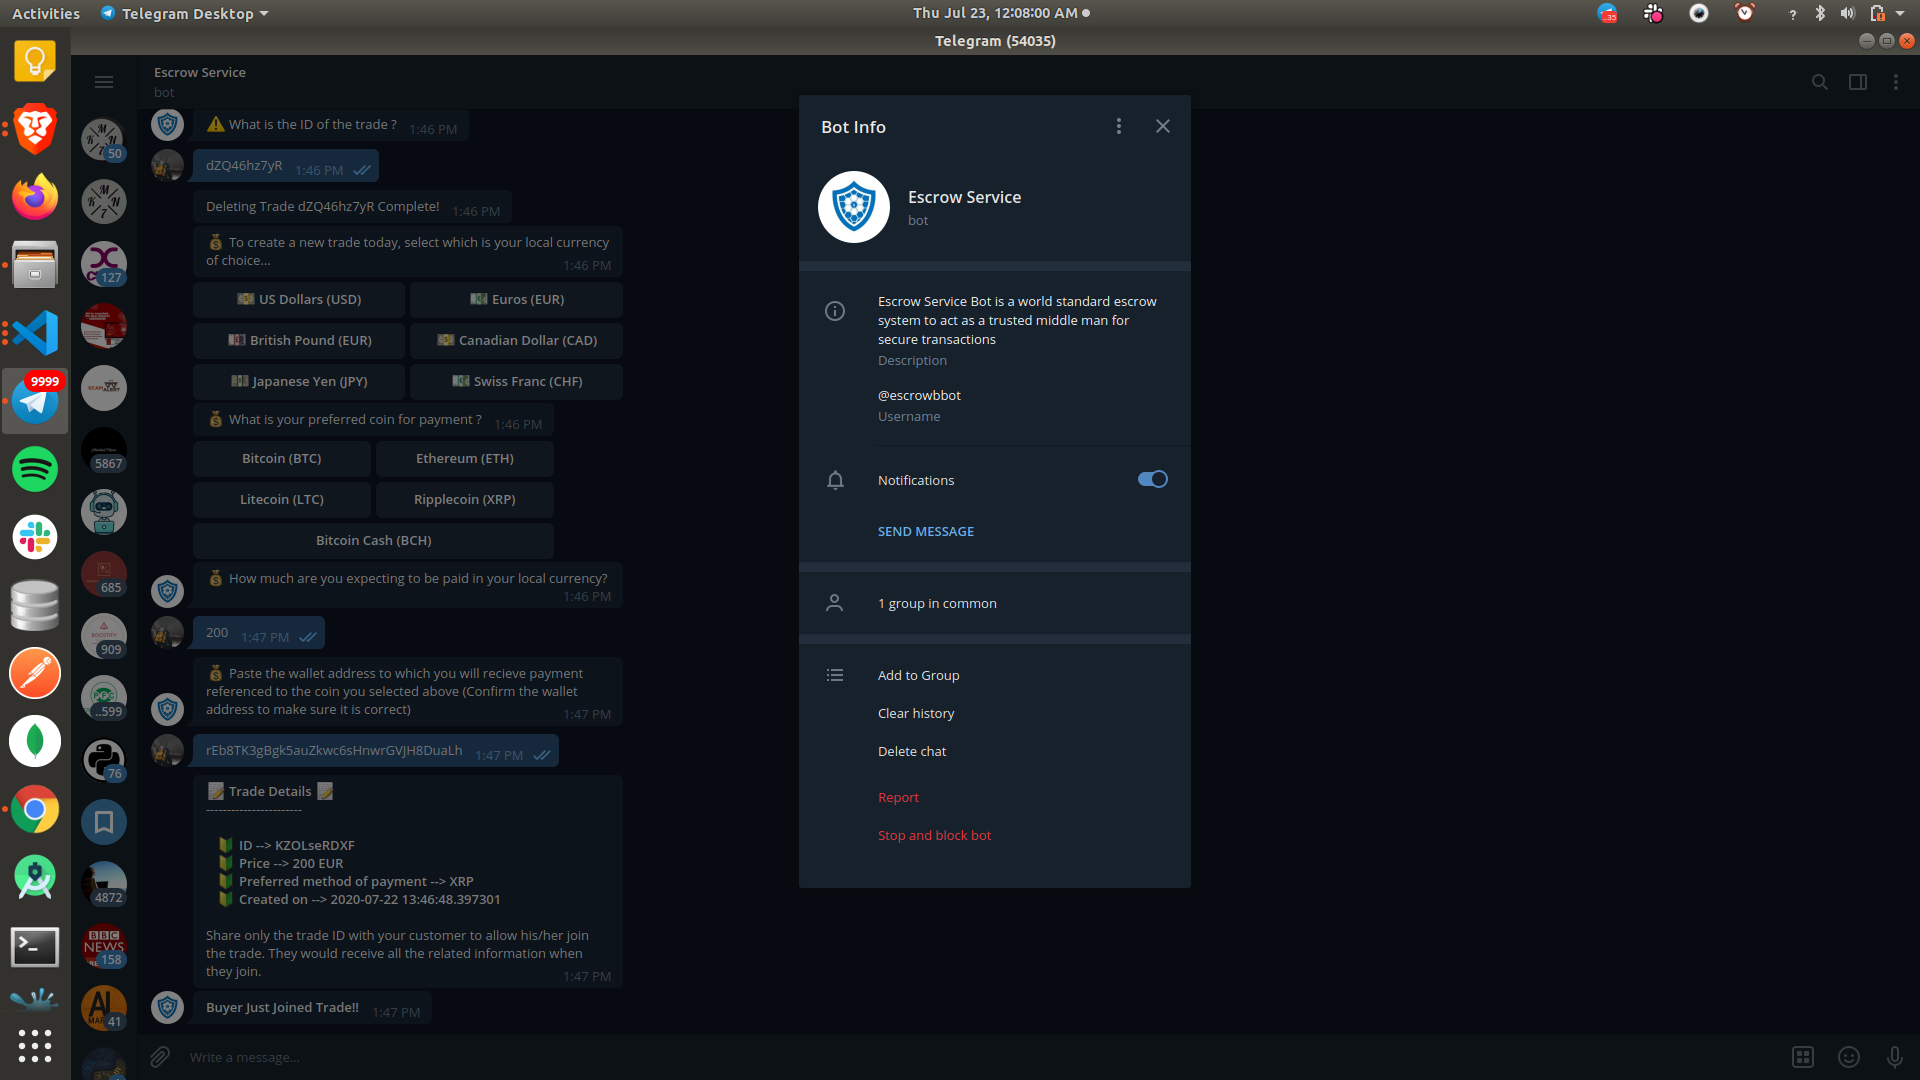 Activities
Telegram Desktop
Thu Jul 23, 12:08:00 AM
35
?
Telegram (54035)
Escrow Service
bot
⚠ What is the ID of the trade ? 1:46 PM
dZQ46hz7yR 1:46 PM
Deleting Trade dZQ46hz7yR Complete! 1:46 PM
💰 To create a new trade today, select which is your local currency
of choice... 1:46 PM
US Dollars (USD)
Euros (EUR)
British Pound (EUR)
Canadian Dollar (CAD)
Japanese Yen (JPY)
Swiss Franc (CHF)
💰 What is your preferred coin for payment ? 1:46 PM
Bitcoin (BTC)
Ethereum (ETH)
Litecoin (LTC)
Ripplecoin (XRP)
Bitcoin Cash (BCH)
💰 How much are you expecting to be paid in your local currency?
1:46 PM
200 1:47 PM
💰 Paste the wallet address to which you will recieve payment
referenced to the coin you selected above (Confirm the wallet
address to make sure it is correct) 1:47 PM
rEb8TK3gBgk5auZkwc6sHnwrGVJH8DuaLh 1:47 PM
📝 Trade Details 📝
-----------------------
🔰 ID --> KZOLseRDXF
🔰 Price --> 200 EUR
🔰 Preferred method of payment --> XRP
🔰 Created on --> 2020-07-22 13:46:48.397301
Share only the trade ID with your customer to allow his/her join
the trade. They would receive all the related information when
they join. 1:47 PM
Buyer Just Joined Trade!! 1:47 PM
Write a message...
Bot Info
Escrow Service
bot
Escrow Service Bot is a world standard escrow
system to act as a trusted middle man for
secure transactions
Description
@escrowbbot
Username
Notifications
SEND MESSAGE
1 group in common
Add to Group
Clear history
Delete chat
Report
Stop and block bot
9999
K M N 7
50
K M N 7
127
SCAM ALERT
5867
685
909
..599
76
4872
BBC
NEWS
158
AI
41